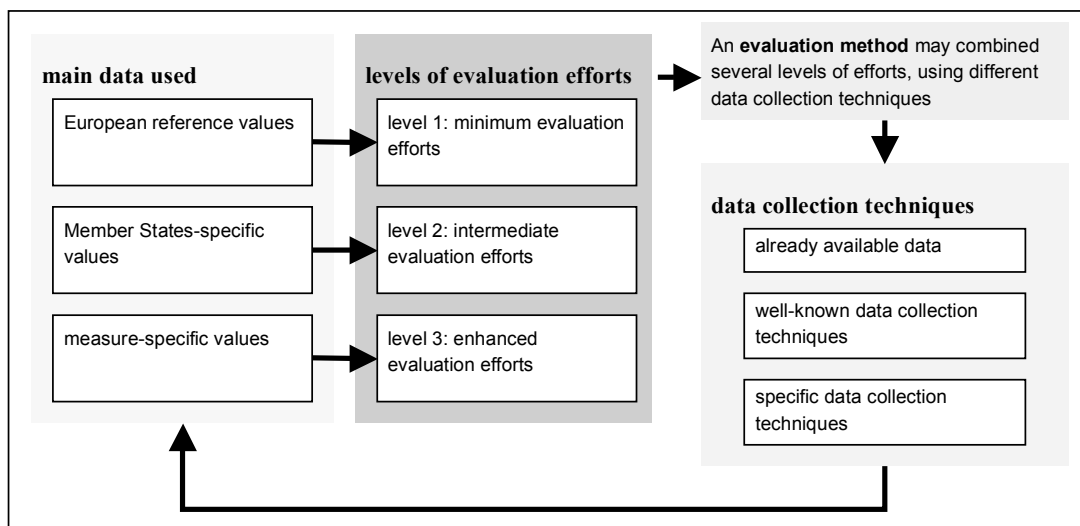 main data used
European reference values
Member States-specific
values
measure-specific values
levels of evaluation efforts
level 1: minimum evaluation
efforts
level 2: intermediate
evaluation efforts
level 3: enhanced
evaluation efforts
An evaluation method may combined
several levels of efforts, using different
data collection techniques
data collection techniques
already available data
well-known data collection
techniques
specific data collection
techniques